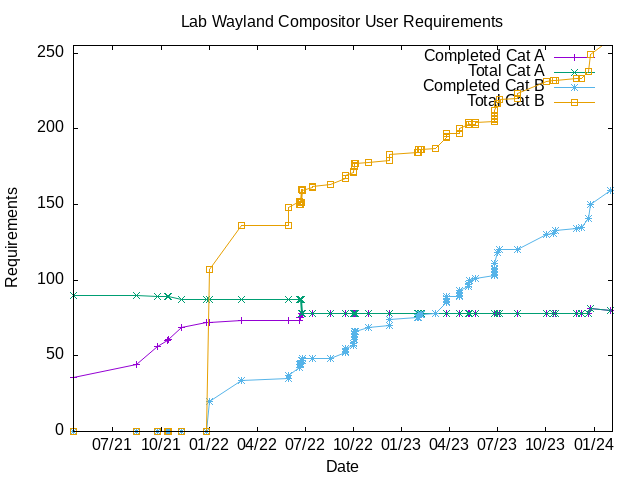 Lab Wayland Compositor User Requirements
Completed Cat A
Total Cat A
Completed Cat B
Total Cat B
250
200
150
100
50
0
Requirements
07/21 10/21 01/22 04/22 07/22 10/22 01/23 04/23 07/23 10/23 01/24
Date